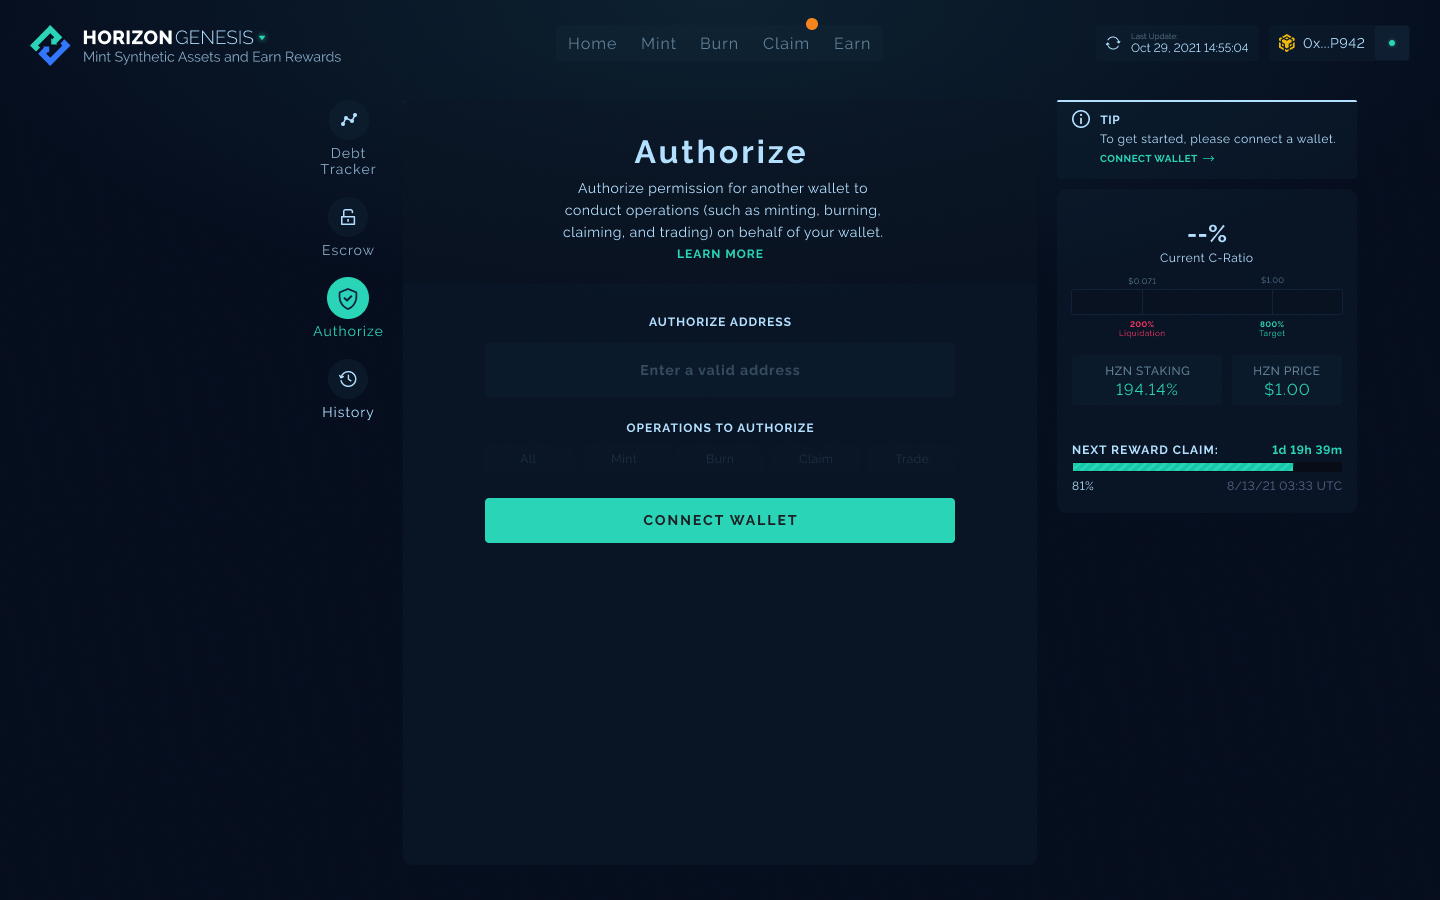 HORIZON GENESIS
Mint Synthetic Assets and Earn Rewards
Home Mint Burn Claim Earn
Last Update:
Oct 29, 2021 14:55:04
0x...P942
Debt
Tracker
Escrow
Authorize
History
Authorize
Authorize permission for another wallet to
conduct operations (such as minting, burning,
claiming, and trading) on behalf of your wallet.
LEARN MORE
AUTHORIZE ADDRESS
Enter a valid address
OPERATIONS TO AUTHORIZE
All Mint Burn Claim Trade
CONNECT WALLET
TIP
To get started, please connect a wallet.
CONNECT WALLET →
--%
Current C-Ratio
$0.071 $1.00
200% 800%
Liquidation Target
HZN STAKING HZN PRICE
194.14% $1.00
NEXT REWARD CLAIM: 1d 19h 39m
81% 8/13/21 03:33 UTC